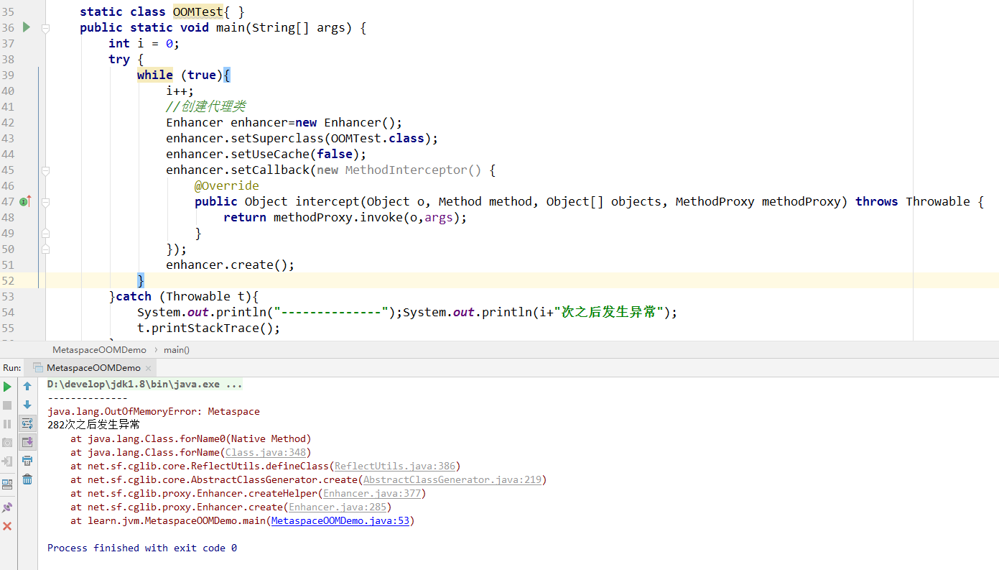 35 static class OOMTest{ }
36 public static void main(String[] args) {
37 int i = 0;
38 try {
39 while (true){
40 i++;
41 //创建代理类
42 Enhancer enhancer=new Enhancer();
43 enhancer.setSuperclass(OOMTest.class);
44 enhancer.setUseCache(false);
45 enhancer.setCallback(new MethodInterceptor() {
46 @Override
47 public Object intercept(Object o, Method method, Object[] objects, MethodProxy methodProxy) throws Throwable {
48 return methodProxy.invoke(o,args);
49 }
50 });
51 enhancer.create();
52 }
53 }catch (Throwable t){
54 System.out.println("--------------");System.out.println(i+"次之后发生异常");
55 t.printStackTrace();
MetaspaceOOMDemo › main()
Run: MetaspaceOOMDemo ×
D:\develop\jdk1.8\bin\java.exe ...
--------------
java.lang.OutOfMemoryError: Metaspace
282次之后发生异常
at java.lang.Class.forName0(Native Method)
at java.lang.Class.forName(Class.java:348)
at net.sf.cglib.core.ReflectUtils.defineClass(ReflectUtils.java:386)
at net.sf.cglib.core.AbstractClassGenerator.create(AbstractClassGenerator.java:219)
at net.sf.cglib.proxy.Enhancer.createHelper(Enhancer.java:377)
at net.sf.cglib.proxy.Enhancer.create(Enhancer.java:285)
at learn.jvm.MetaspaceOOMDemo.main(MetaspaceOOMDemo.java:53)
Process finished with exit code 0